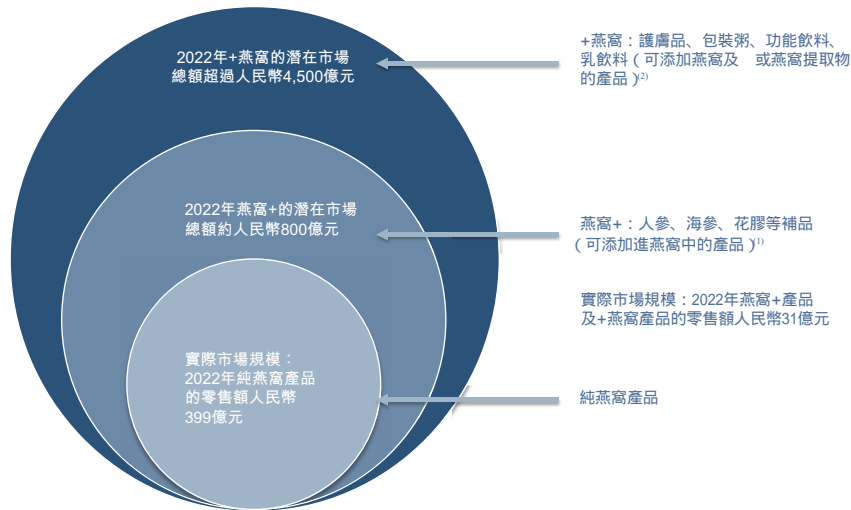 2022年+燕窩的潛在市場
總額超過人民幣4,500億元
+燕窩：護膚品、包裝粥、功能飲料、
乳飲料（可添加燕窩及 或燕窩提取物
的產品）(2)
2022年燕窩+的潛在市場
總額約人民幣800億元
燕窩+：人參、海參、花膠等補品
（可添加進燕窩中的產品）(1)
實際市場規模：2022年燕窩+產品
及+燕窩產品的零售額人民幣31億元
實際市場規模：
2022年純燕窩產品
的零售額人民幣
399億元
純燕窩產品